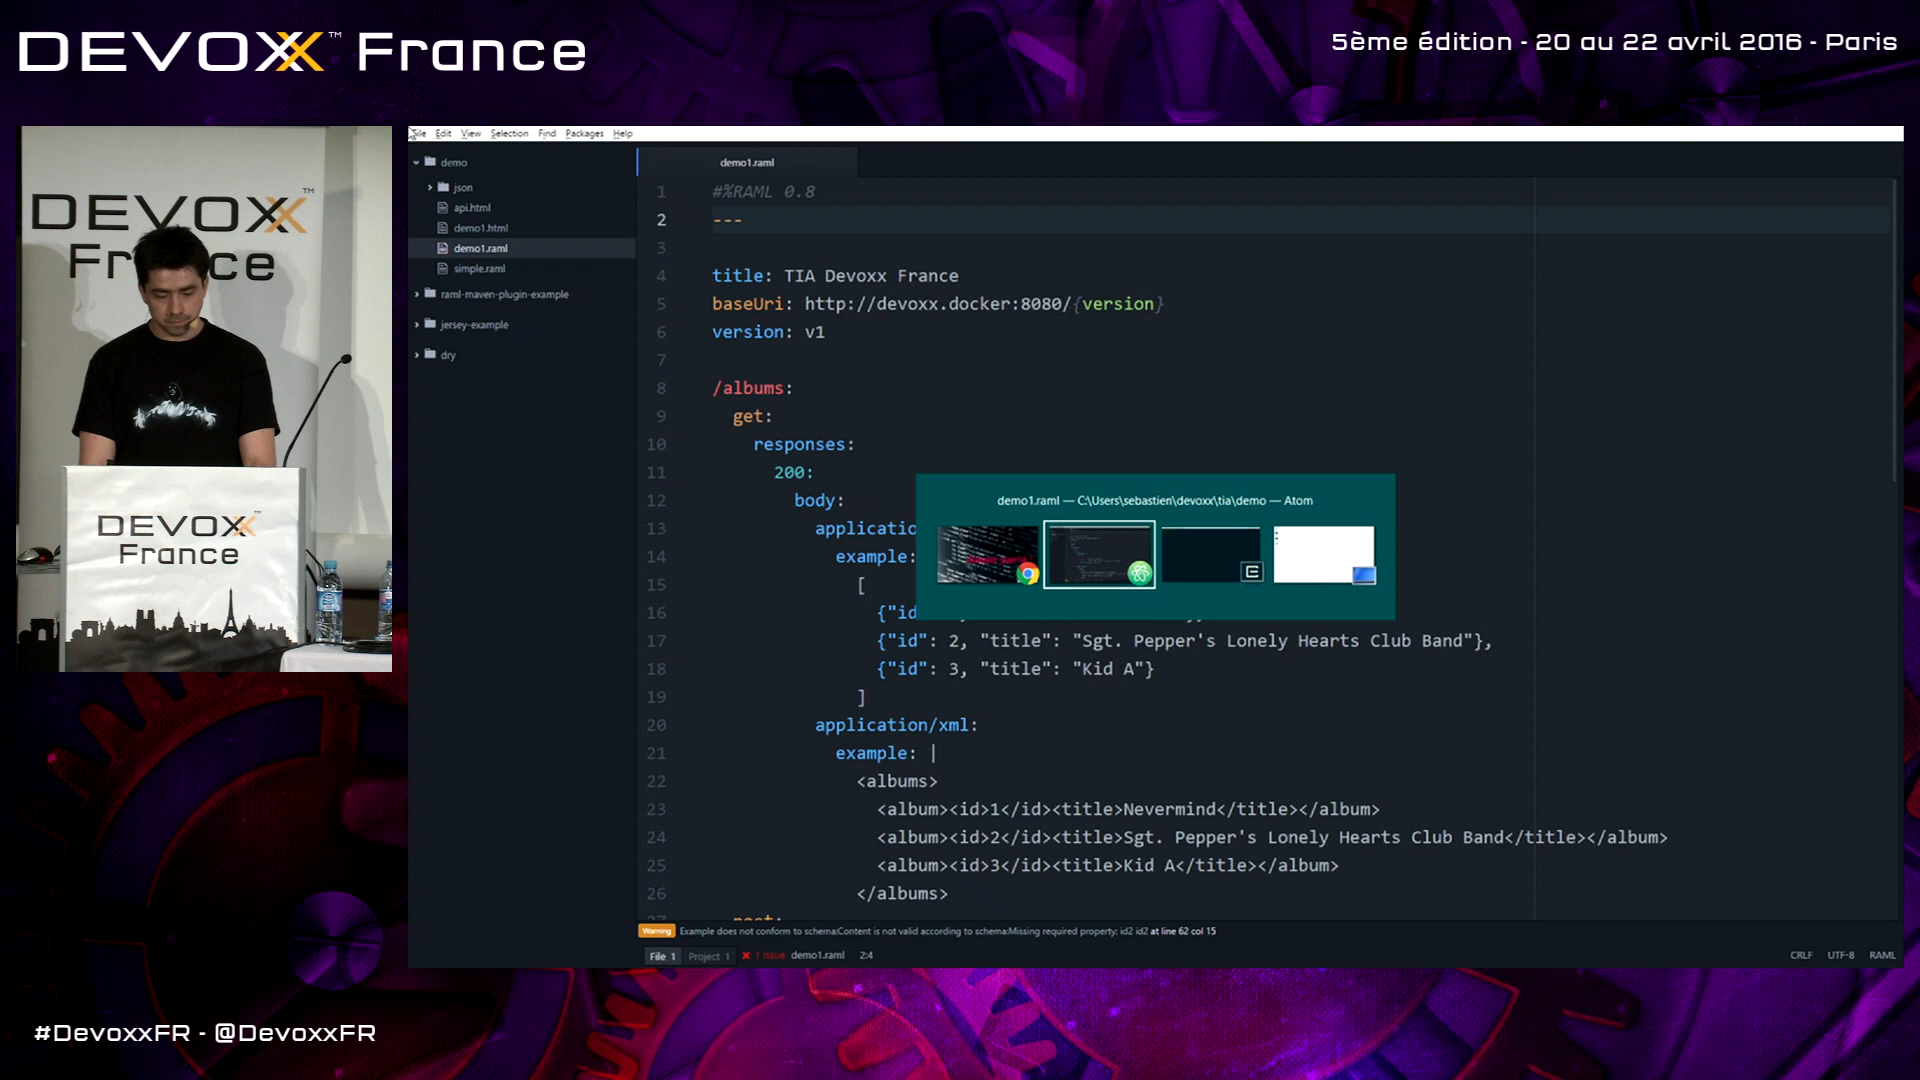 DEVOXX™ France
5ème édition - 20 au 22 avril 2016 - Paris
DEVOXX™
France
DEVOXX™
France
File Edit View Selection Find Packages Help
demo
json
api.html
demo1.html
demo1.raml
simple.raml
raml-maven-plugin-example
jersey-example
dry
demo1.raml
1 #%RAML 0.8
2 ---
3
4 title: TIA Devoxx France
5 baseUri: http://devoxx.docker:8080/{version}
6 version: v1
7
8 /albums:
9 get:
10 responses:
11 200:
12 body:
13 applicatio
14 example:
15 [
16 {"id
17 {"id": 2, "title": "Sgt. Pepper's Lonely Hearts Club Band"},
18 {"id": 3, "title": "Kid A"}
19 ]
20 application/xml:
21 example: |
22 <albums>
23 <album><id>1</id><title>Nevermind</title></album>
24 <album><id>2</id><title>Sgt. Pepper's Lonely Hearts Club Band</title></album>
25 <album><id>3</id><title>Kid A</title></album>
26 </albums>
27 post:
demo1.raml — C:\Users\sebastien\devoxx\tia\demo — Atom
Warning Example does not conform to schema:Content is not valid according to schema:Missing required property: id2 id2 at line 62 col 15
File 1 Project 1 ✖ 1 Issue demo1.raml 2:4
CRLF UTF-8 RAML
#DevoxxFR - @DevoxxFR